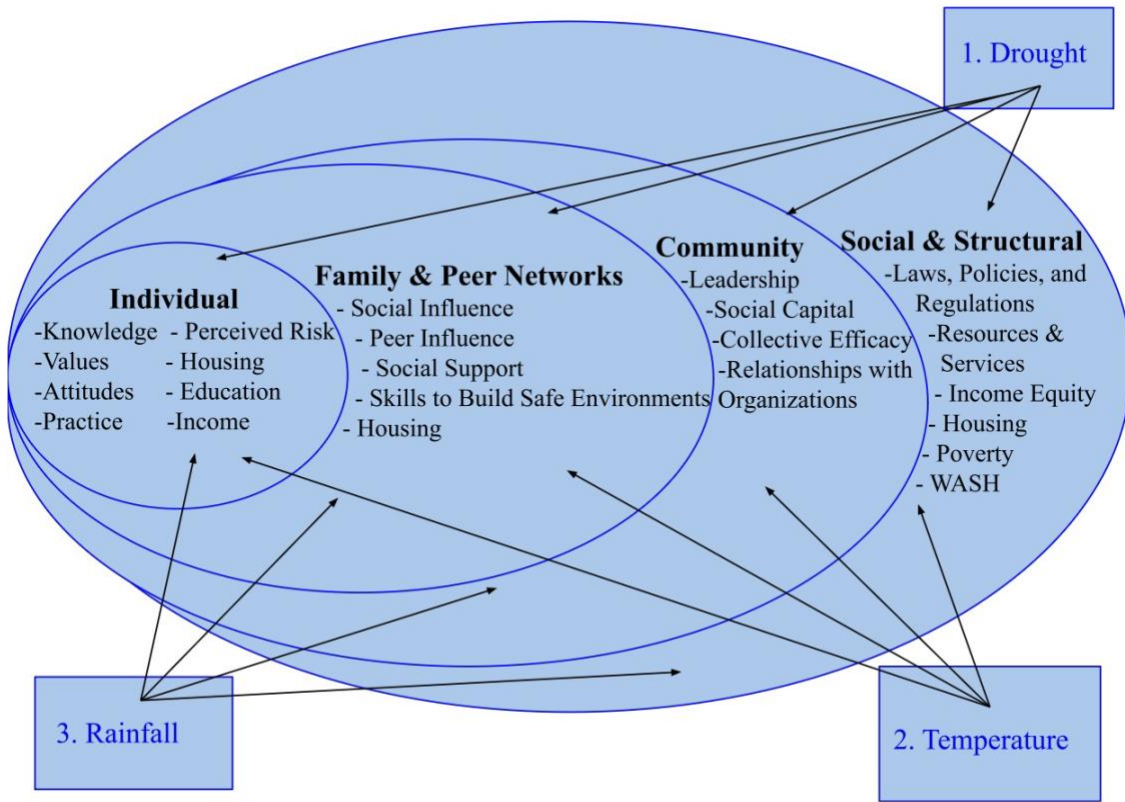 1. Drought
Individual
-Knowledge
-Values
-Attitudes
-Practice
- Perceived Risk
- Housing
- Education
-Income
Family & Peer Networks
- Social Influence
- Peer Influence
- Social Support
- Skills to Build Safe Environments
- Housing
Community
-Leadership
-Social Capital
-Collective Efficacy
-Relationships with
Organizations
Social & Structural
-Laws, Policies, and
Regulations
-Resources &
Services
- Income Equity
- Housing
- Poverty
- WASH
3. Rainfall
2. Temperature